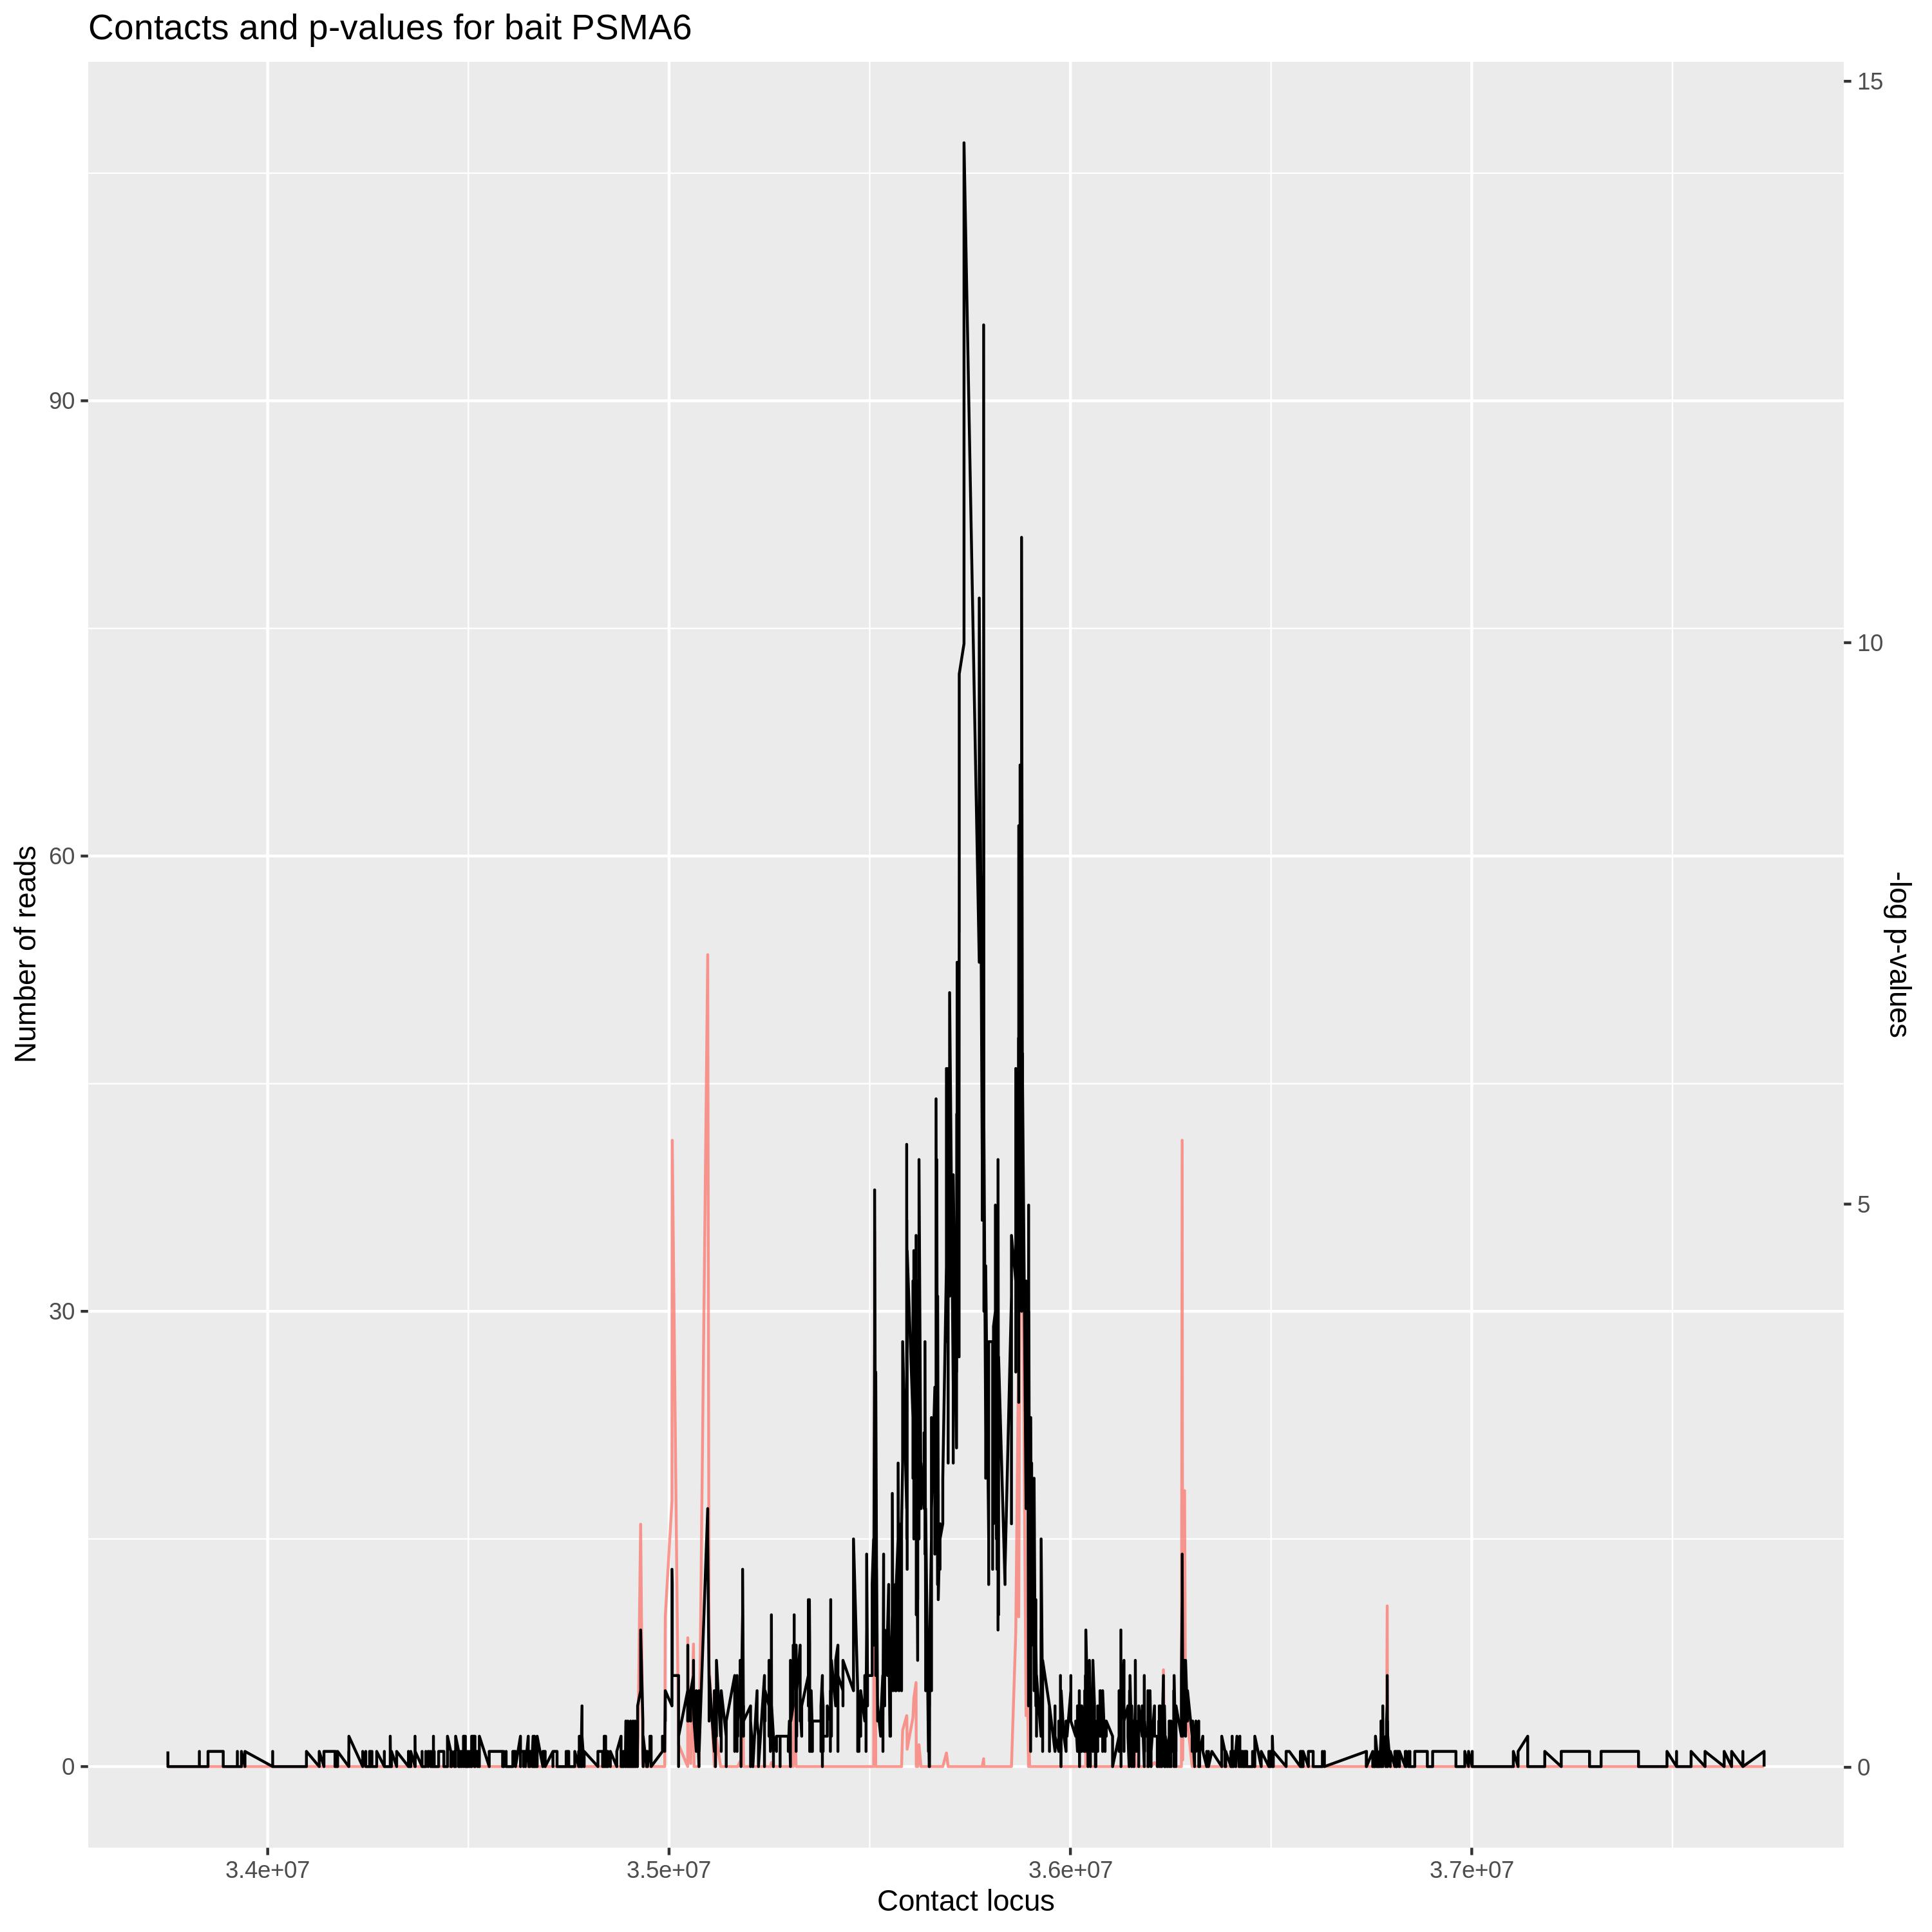 Contacts and p-values for bait PSMA6
15
90
10
60
Number of reads
-log p-values
5
30
0
0
3.4e+07
3.5e+07
3.6e+07
3.7e+07
Contact locus